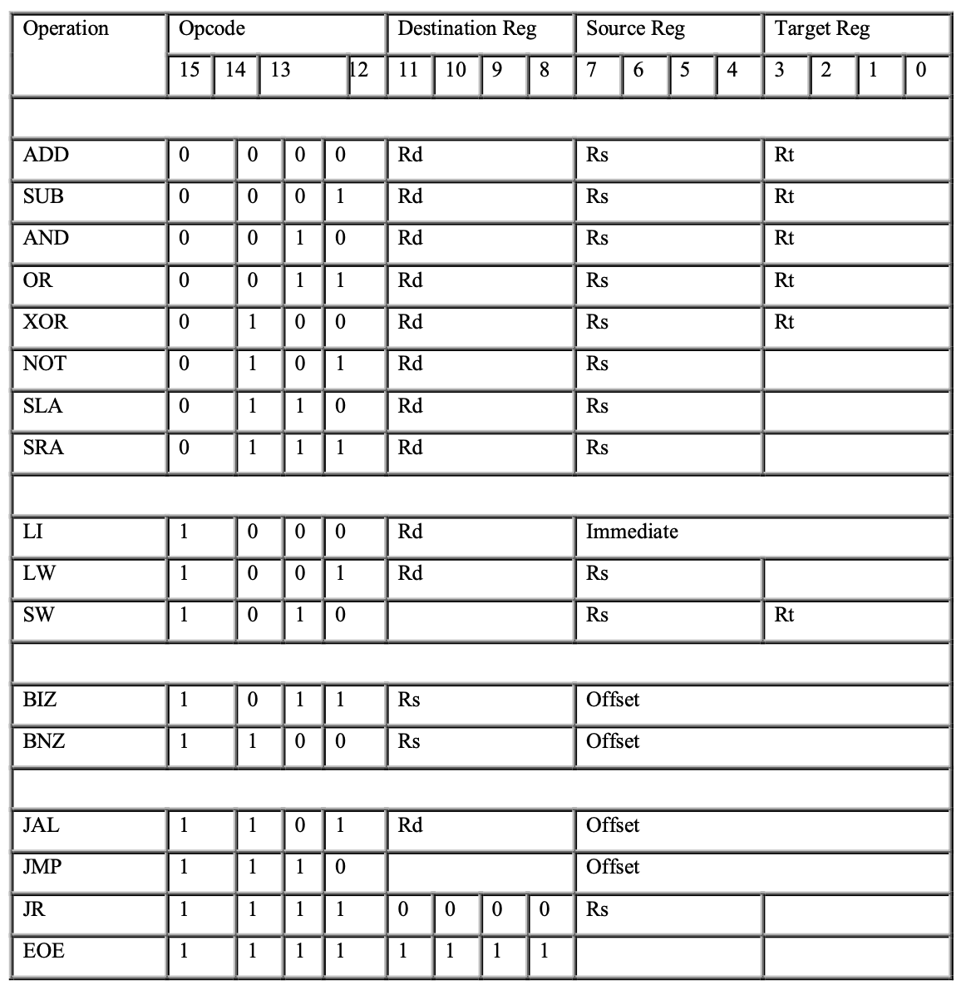 Operation Opcode Destination Reg Source Reg Target Reg
15 14 13 12 11 10 9 8 7 6 5 4 3 2 1 0
ADD 0 0 0 0 Rd Rs Rt
SUB 0 0 0 1 Rd Rs Rt
AND 0 0 1 0 Rd Rs Rt
OR 0 0 1 1 Rd Rs Rt
XOR 0 1 0 0 Rd Rs Rt
NOT 0 1 0 1 Rd Rs
SLA 0 1 1 0 Rd Rs
SRA 0 1 1 1 Rd Rs
LI 1 0 0 0 Rd Immediate
LW 1 0 0 1 Rd Rs
SW 1 0 1 0 Rs Rt
BIZ 1 0 1 1 Rs Offset
BNZ 1 1 0 0 Rs Offset
JAL 1 1 0 1 Rd Offset
JMP 1 1 1 0 Offset
JR 1 1 1 1 0 0 0 0 Rs
EOE 1 1 1 1 1 1 1 1